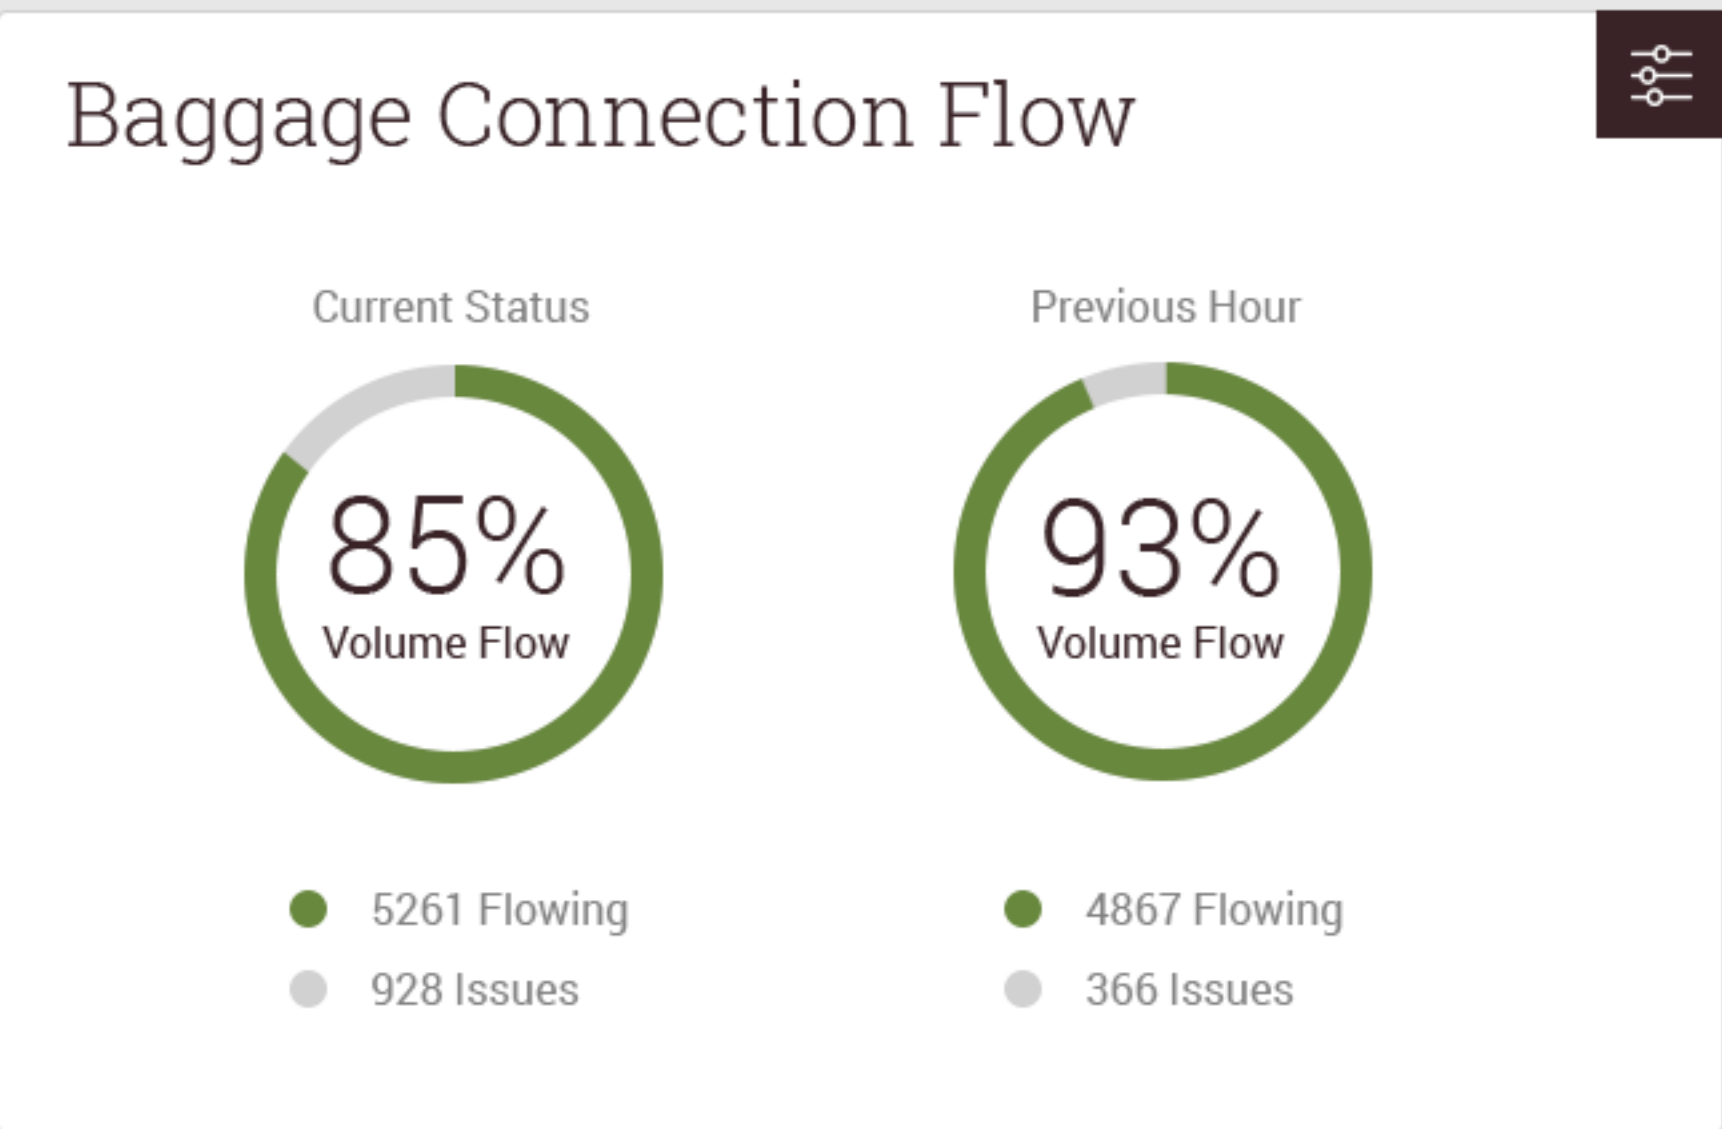 Baggage Connection Flow
Current Status
85%
Volume Flow
5261 Flowing
928 Issues
Previous Hour
93%
Volume Flow
4867 Flowing
366 Issues